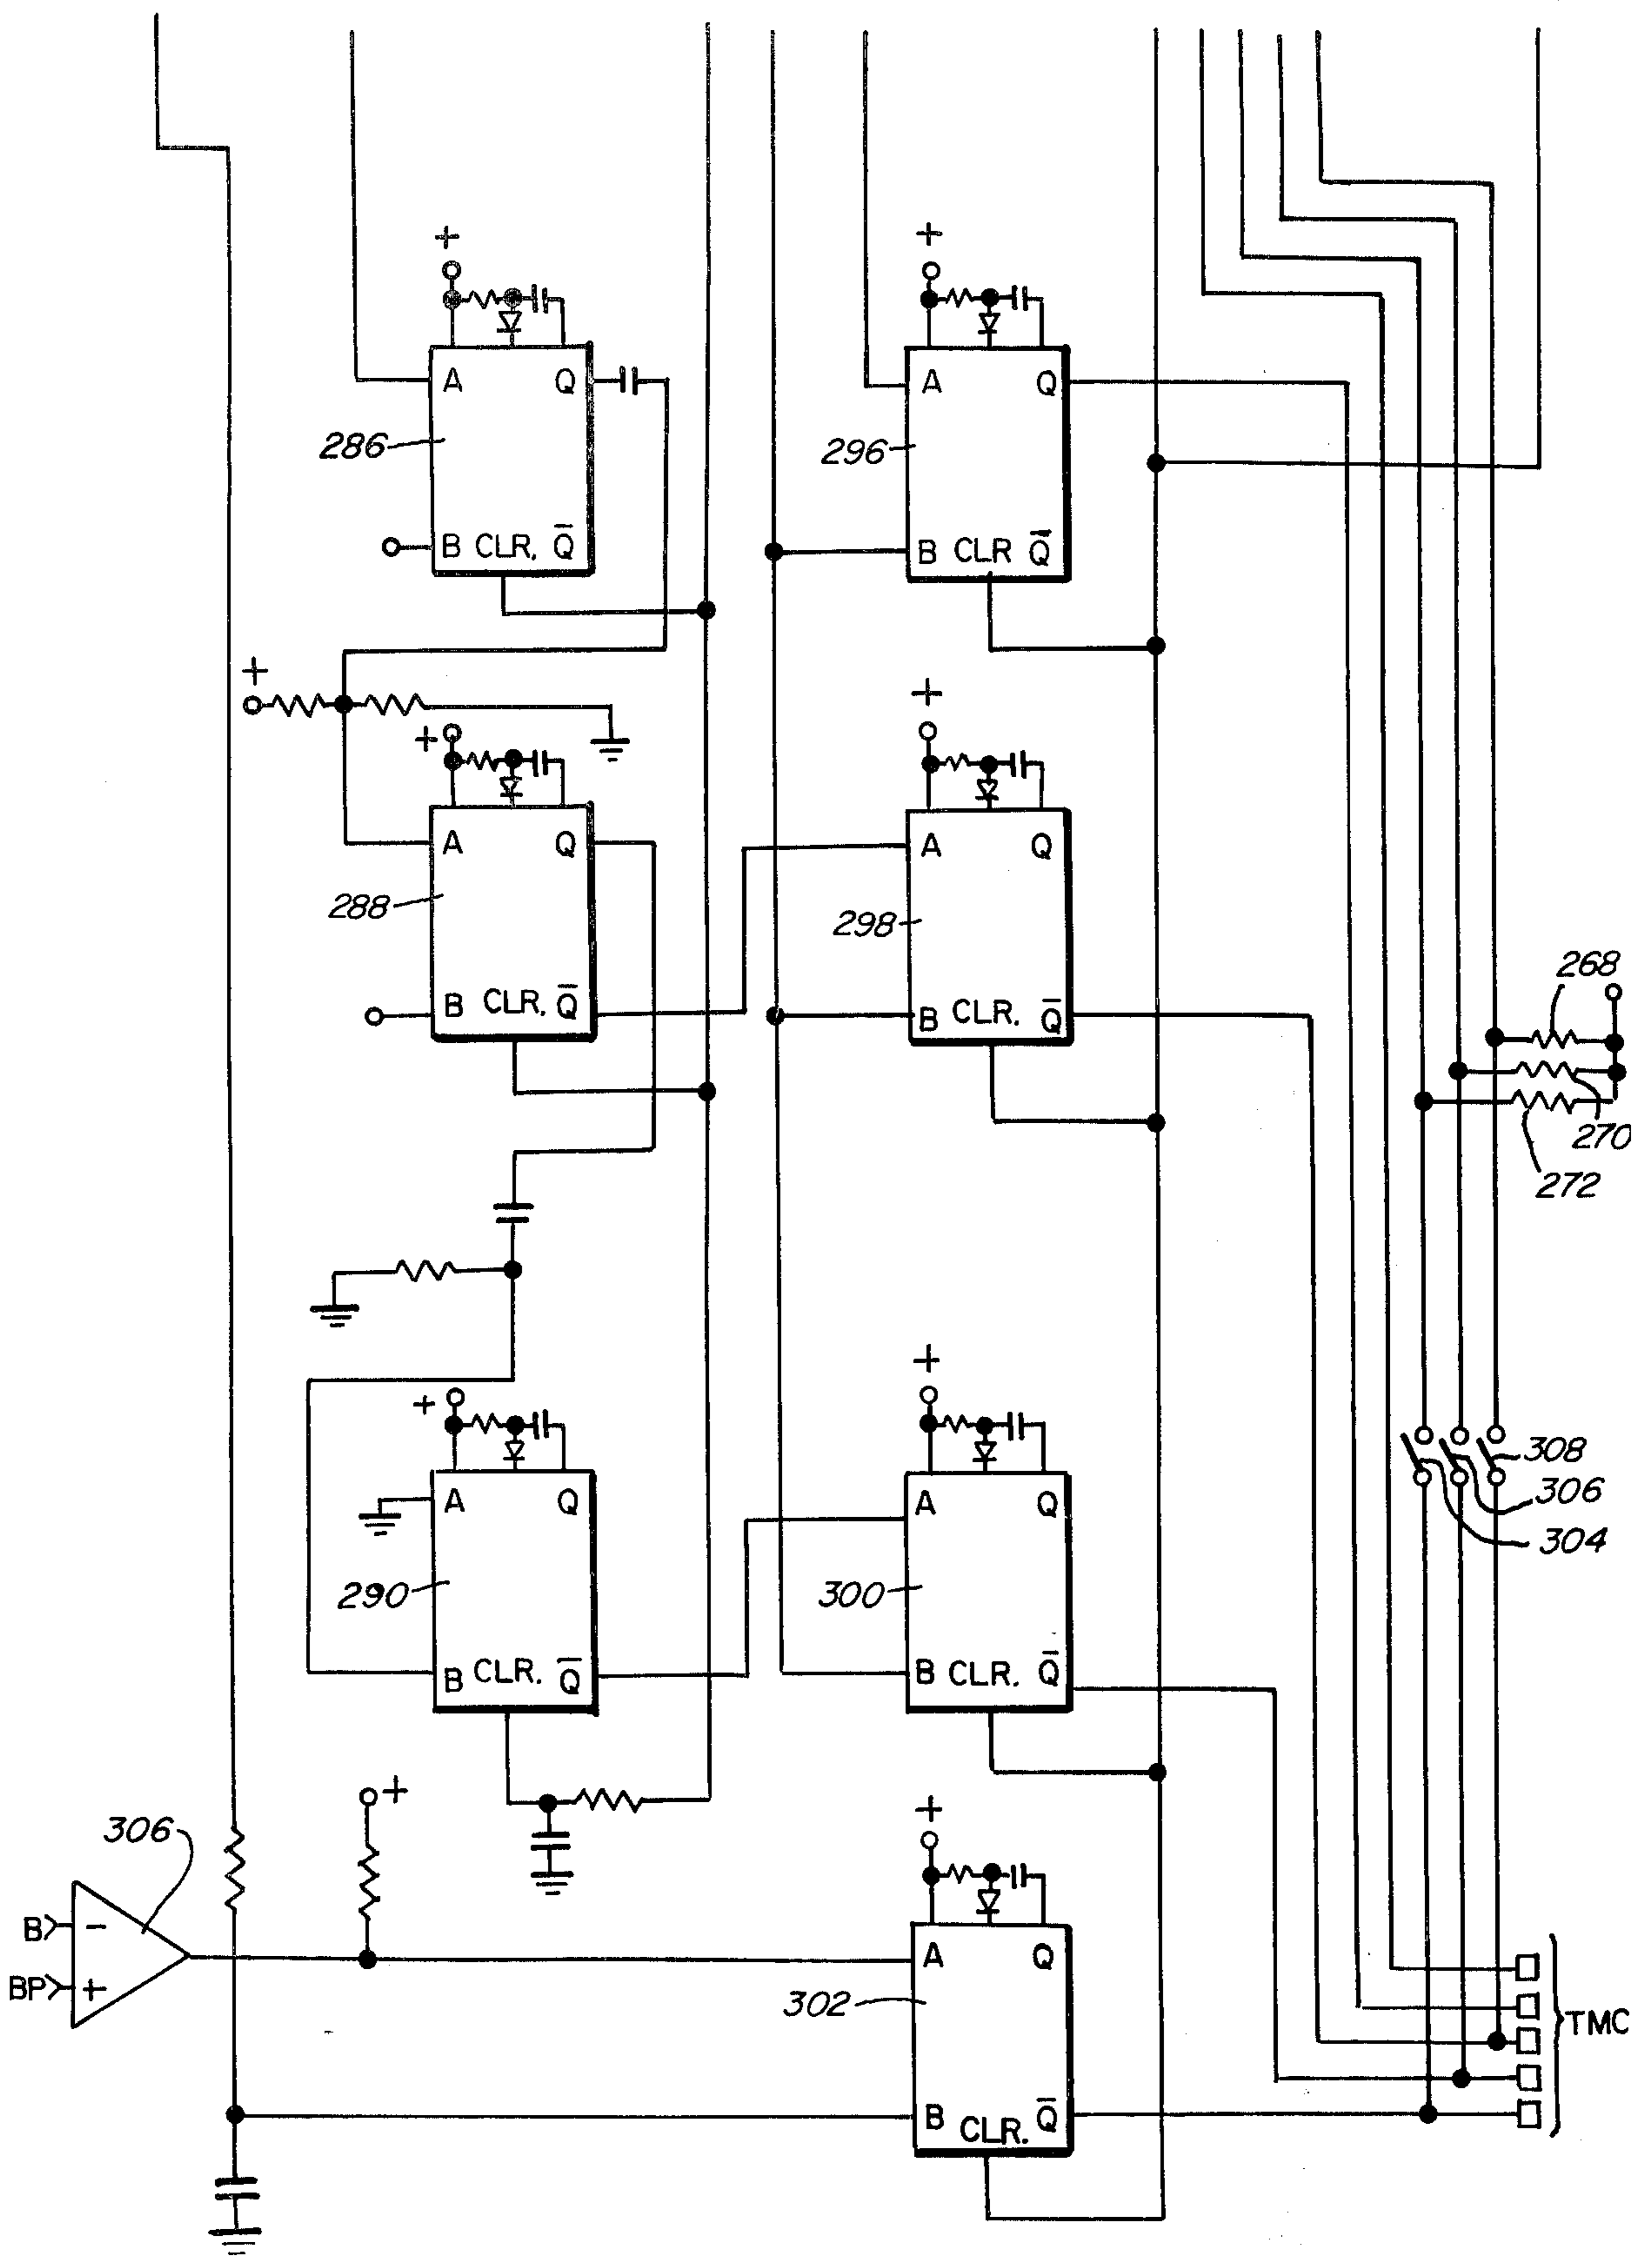 + +
A Q A Q
286 296
B CLR. Q̅ B CLR Q̅
+ +
+
A Q A Q
288 298
268
B CLR. Q̅ B CLR. Q̅
270
272
+
+
308
A Q A Q
306
304
290 300
B CLR. Q̅ B CLR. Q̅
+ +
306
B -
A Q
BP +
302
TMC
B CLR. Q̅